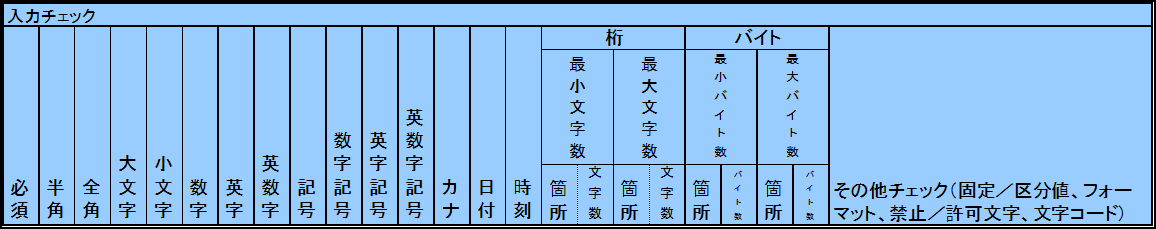 入力チェック
必須
半角
全角
大文字
小文字
数字
英字
英数字
記号
数字記号
英字記号
英数字記号
カナ
日付
時刻
桁
最小文字数
箇所
文字数
最大文字数
箇所
文字数
バイト
最小バイト数
箇所
バイト数
最大バイト数
箇所
バイト数
その他チェック（固定／区分値、フォー
マット、禁止／許可文字、文字コード）